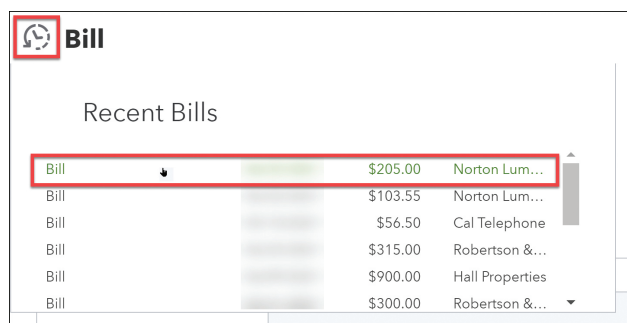 Bill
Recent Bills
Bill $205.00 Norton Lum...
Bill $103.55 Norton Lum...
Bill $56.50 Cal Telephone
Bill $315.00 Robertson &...
Bill $900.00 Hall Properties
Bill $300.00 Robertson &...